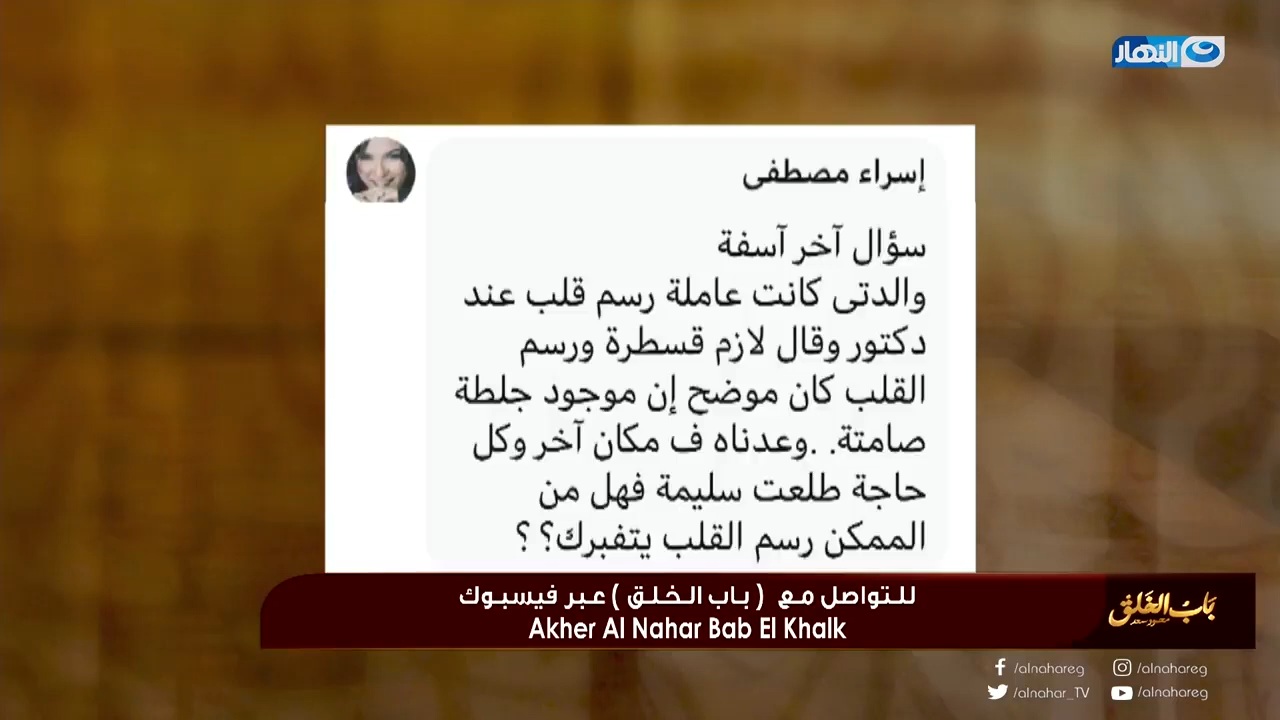 النهار
إسراء مصطفى
سؤال آخر آسفة
والدتى كانت عاملة رسم قلب عند
دكتور وقال لازم قسطرة ورسم
القلب كان موضح إن موجود جلطة
صامتة. .وعدناه ف مكان آخر وكل
حاجة طلعت سليمة فهل من
الممكن رسم القلب يتفبرك؟ ؟
للتواصل مع ( باب الخلق ) عبر فيسبوك
Akher Al Nahar Bab El Khalk
باب الخلق
محمود سعد
/alnahareg
/alnahareg
/alnahar_TV
/alnahareg